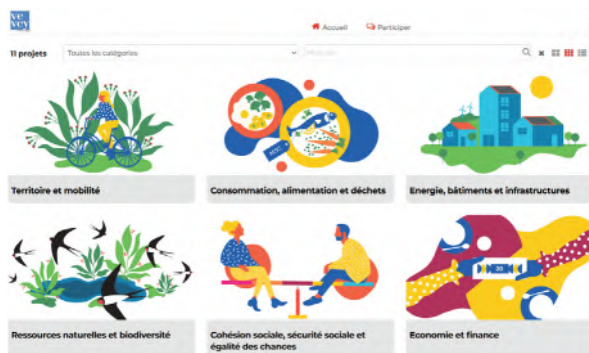 ve
vey
Accueil
Participer
11 projets
Toutes les catégories
Territoire et mobilité
Consommation, alimentation et déchets
Energie, bâtiments et infrastructures
30
Ressources naturelles et biodiversité
Cohésion sociale, sécurité sociale et
égalité des chances
Economie et finance